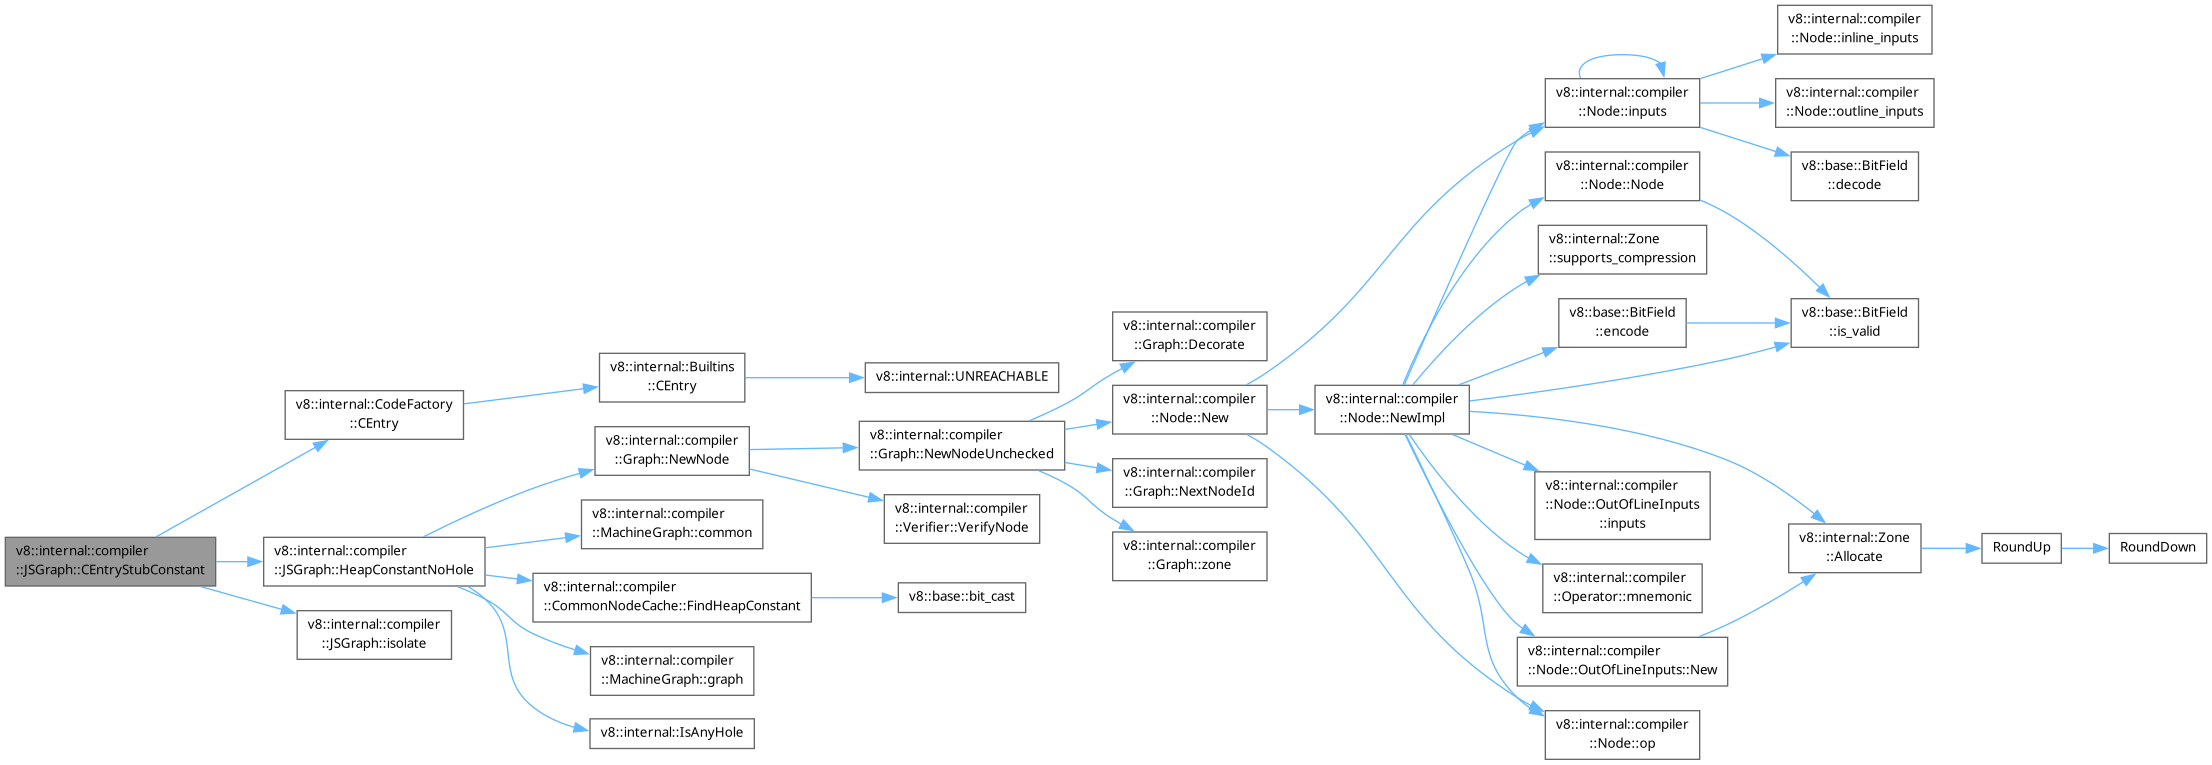 v8::internal::compiler
::JSGraph::CEntryStubConstant
v8::internal::CodeFactory
::CEntry
v8::internal::compiler
::JSGraph::HeapConstantNoHole
v8::internal::compiler
::JSGraph::isolate
v8::internal::Builtins
::CEntry
v8::internal::compiler
::Graph::NewNode
v8::internal::compiler
::MachineGraph::common
v8::internal::compiler
::CommonNodeCache::FindHeapConstant
v8::internal::compiler
::MachineGraph::graph
v8::internal::IsAnyHole
v8::internal::UNREACHABLE
v8::internal::compiler
::Graph::NewNodeUnchecked
v8::internal::compiler
::Verifier::VerifyNode
v8::base::bit_cast
v8::internal::compiler
::Graph::Decorate
v8::internal::compiler
::Node::New
v8::internal::compiler
::Graph::NextNodeId
v8::internal::compiler
::Graph::zone
v8::internal::compiler
::Node::NewImpl
v8::internal::compiler
::Node::inputs
v8::internal::compiler
::Node::Node
v8::internal::Zone
::supports_compression
v8::base::BitField
::encode
v8::internal::compiler
::Node::OutOfLineInputs
::inputs
v8::internal::compiler
::Operator::mnemonic
v8::internal::compiler
::Node::OutOfLineInputs::New
v8::internal::compiler
::Node::op
v8::internal::compiler
::Node::inline_inputs
v8::internal::compiler
::Node::outline_inputs
v8::base::BitField
::decode
v8::base::BitField
::is_valid
v8::internal::Zone
::Allocate
RoundUp
RoundDown